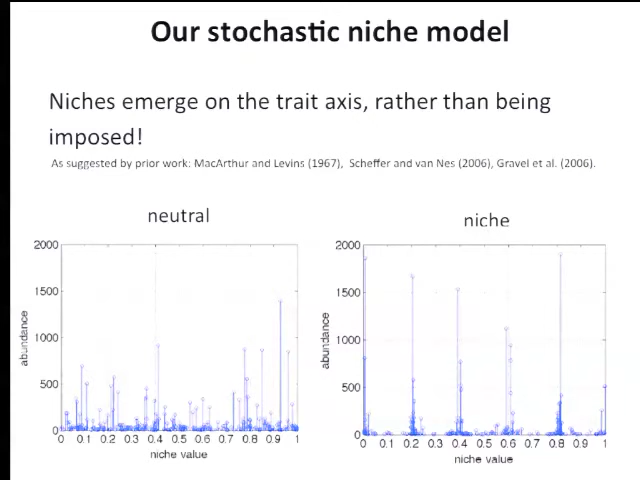 Our stochastic niche model
Niches emerge on the trait axis, rather than being
imposed!
As suggested by prior work: MacArthur and Levins (1967), Scheffer and van Nes (2006), Gravel et al. (2006).
neutral
niche
2000
1500
1000
500
0
abundance
0 0.1 0.2 0.3 0.4 0.5 0.6 0.7 0.8 0.9 1
niche value
2000
1500
1000
500
0
abundance
0 0.1 0.2 0.3 0.4 0.5 0.6 0.7 0.8 0.9 1
niche value